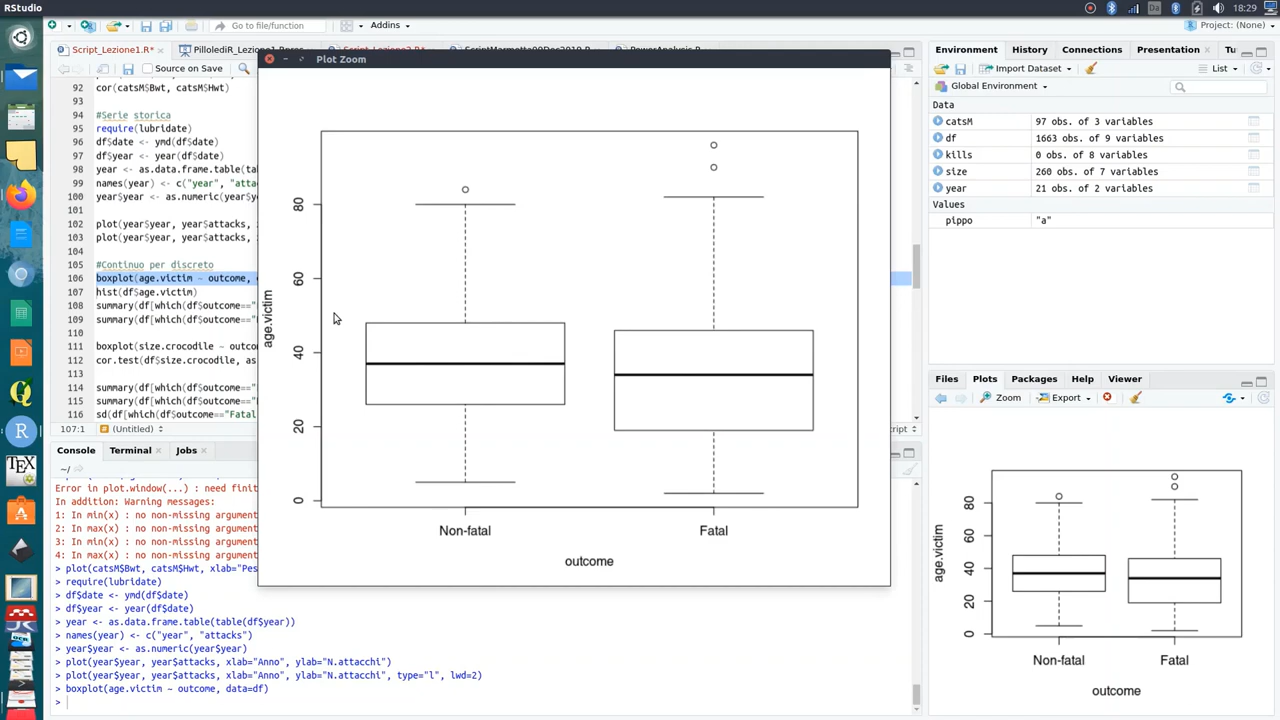 RStudio
18:29
Go to file/function
Addins
Project: (None)
Script_Lezione1.R*
PillolediR_Lezione1.Rpres
Script_Lezione2.R*
ScriptMarmotte09Dec2019.R
PowerAnalysis.R
Source on Save
92 cor(catsM$Bwt, catsM$Hwt)
93
94 #Serie storica
95 require(lubridate)
96 df$date <- ymd(df$date)
97 df$year <- year(df$date)
98 year <- as.data.frame(table(
99 names(year) <- c("year", "atta
100 year$year <- as.numeric(year$y
101
102 plot(year$year, year$attacks,
103 plot(year$year, year$attacks,
104
105 #Continuo per discreto
106 boxplot(age.victim ~ outcome,
107 hist(df$age.victim)
108 summary(df[which(df$outcome=="
109 summary(df[which(df$outcome=="
110
111 boxplot(size.crocodile ~ outco
112 cor.test(df$size.crocodile, as
113
114 summary(df[which(df$outcome=="
115 summary(df[which(df$outcome=="
116 sd(df[which(df$outcome=="Fatal
107:1
(Untitled)
Console
Terminal
Jobs
~/
Error in plot.window(...) : need finit
In addition: Warning messages:
1: In min(x) : no non-missing argument
2: In max(x) : no non-missing argument
3: In min(x) : no non-missing argument
4: In max(x) : no non-missing argument
> plot(catsM$Bwt, catsM$Hwt, xlab="Pes
> require(lubridate)
> df$date <- ymd(df$date)
> df$year <- year(df$date)
> year <- as.data.frame(table(df$year))
> names(year) <- c("year", "attacks")
> year$year <- as.numeric(year$year)
> plot(year$year, year$attacks, xlab="Anno", ylab="N.attacchi")
> plot(year$year, year$attacks, xlab="Anno", ylab="N.attacchi", type="l", lwd=2)
> boxplot(age.victim ~ outcome, data=df)
>
Plot Zoom
80
60
40
20
0
age.victim
Non-fatal
Fatal
outcome
Environment
History
Connections
Presentation
Tu
Import Dataset
List
Global Environment
Data
catsM 97 obs. of 3 variables
df 1663 obs. of 9 variables
kills 0 obs. of 8 variables
size 260 obs. of 7 variables
year 21 obs. of 2 variables
Values
pippo "a"
Files
Plots
Packages
Help
Viewer
Zoom
Export
80
60
40
20
0
age.victim
Non-fatal
Fatal
outcome